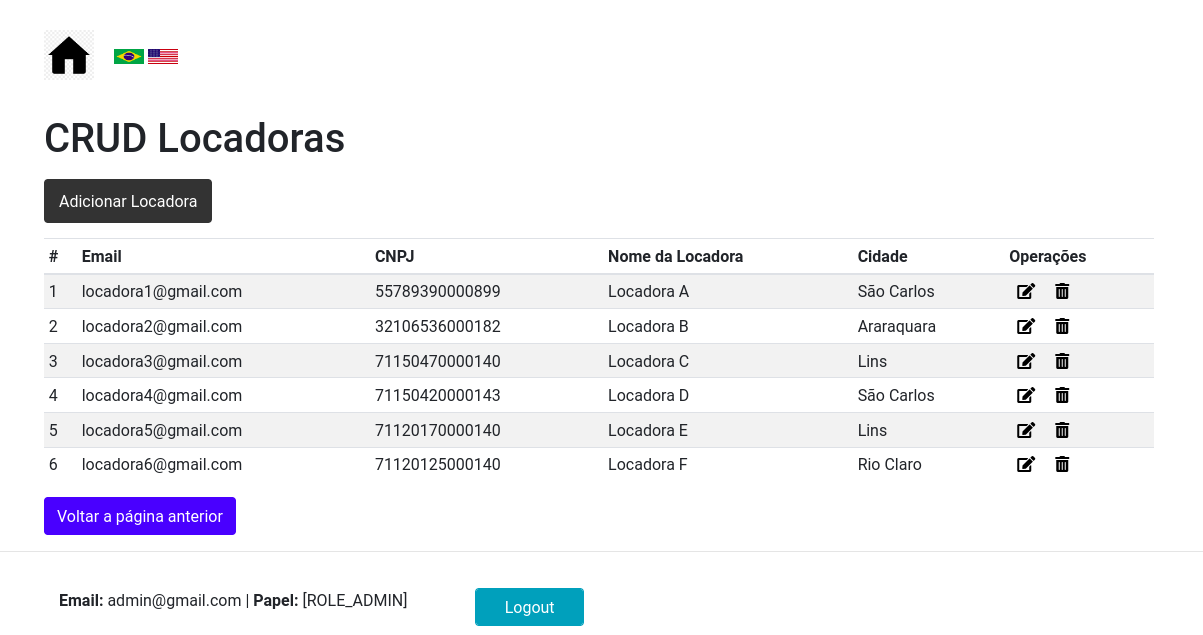 CRUD Locadoras
Adicionar Locadora
# Email CNPJ Nome da Locadora Cidade Operações
1 locadora1@gmail.com 55789390000899 Locadora A São Carlos
2 locadora2@gmail.com 32106536000182 Locadora B Araraquara
3 locadora3@gmail.com 71150470000140 Locadora C Lins
4 locadora4@gmail.com 71150420000143 Locadora D São Carlos
5 locadora5@gmail.com 71120170000140 Locadora E Lins
6 locadora6@gmail.com 71120125000140 Locadora F Rio Claro
Voltar a página anterior
Email: admin@gmail.com | Papel: [ROLE_ADMIN] Logout